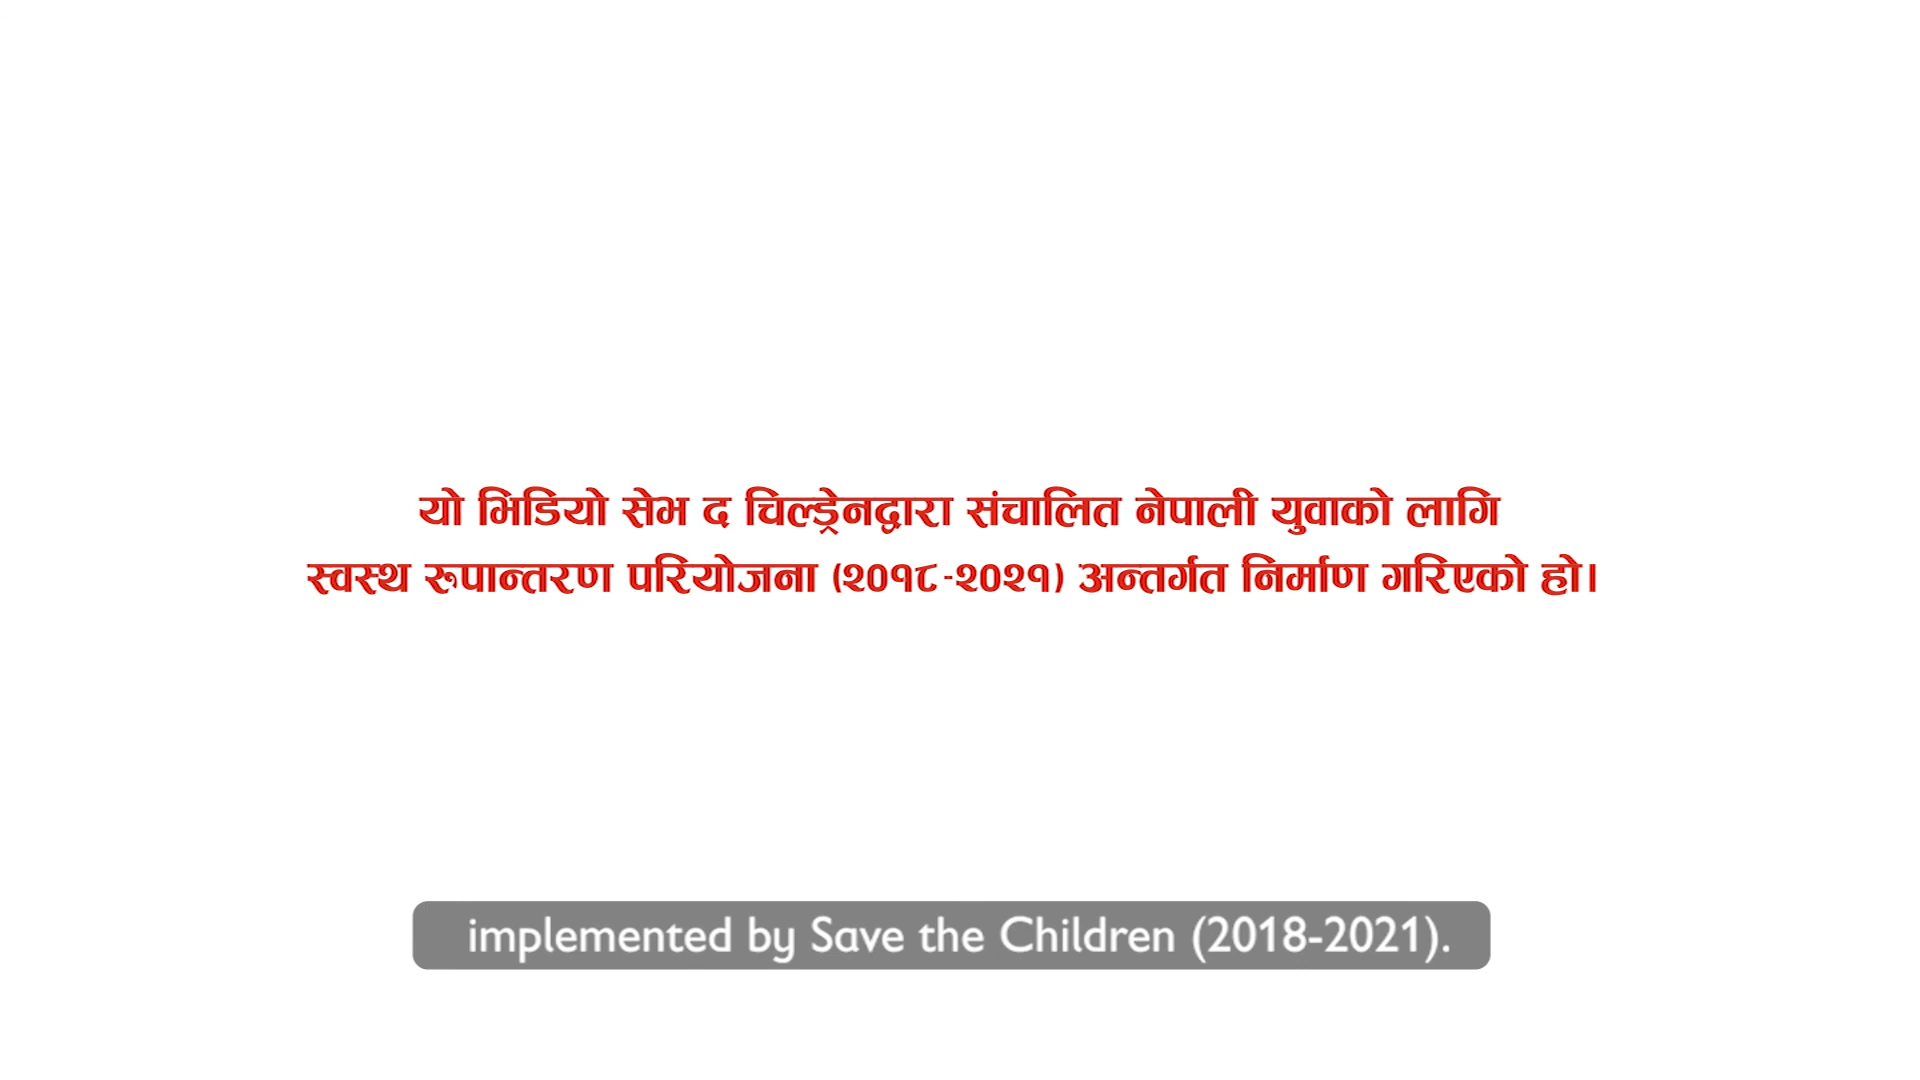 यो भिडियो सेभ द चिल्ड्रेनद्वारा संचालित नेपाली युवाको लागि
स्वस्थ रुपान्तरण परियोजना (२०१८-२०२१) अन्तर्गत निर्माण गरिएको हो।
implemented by Save the Children (2018-2021).